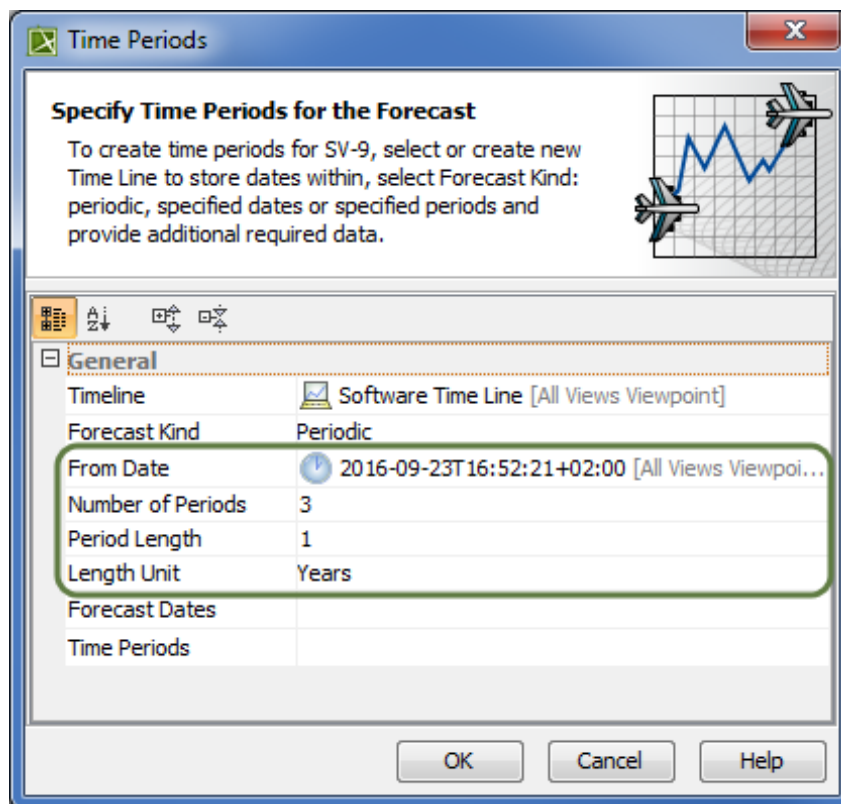 Time Periods
Specify Time Periods for the Forecast
To create time periods for SV-9, select or create new
Time Line to store dates within, select Forecast Kind:
periodic, specified dates or specified periods and
provide additional required data.
General
Timeline Software Time Line [All Views Viewpoint]
Forecast Kind Periodic
From Date 2016-09-23T16:52:21+02:00 [All Views Viewpoi...
Number of Periods 3
Period Length 1
Length Unit Years
Forecast Dates
Time Periods
OK Cancel Help